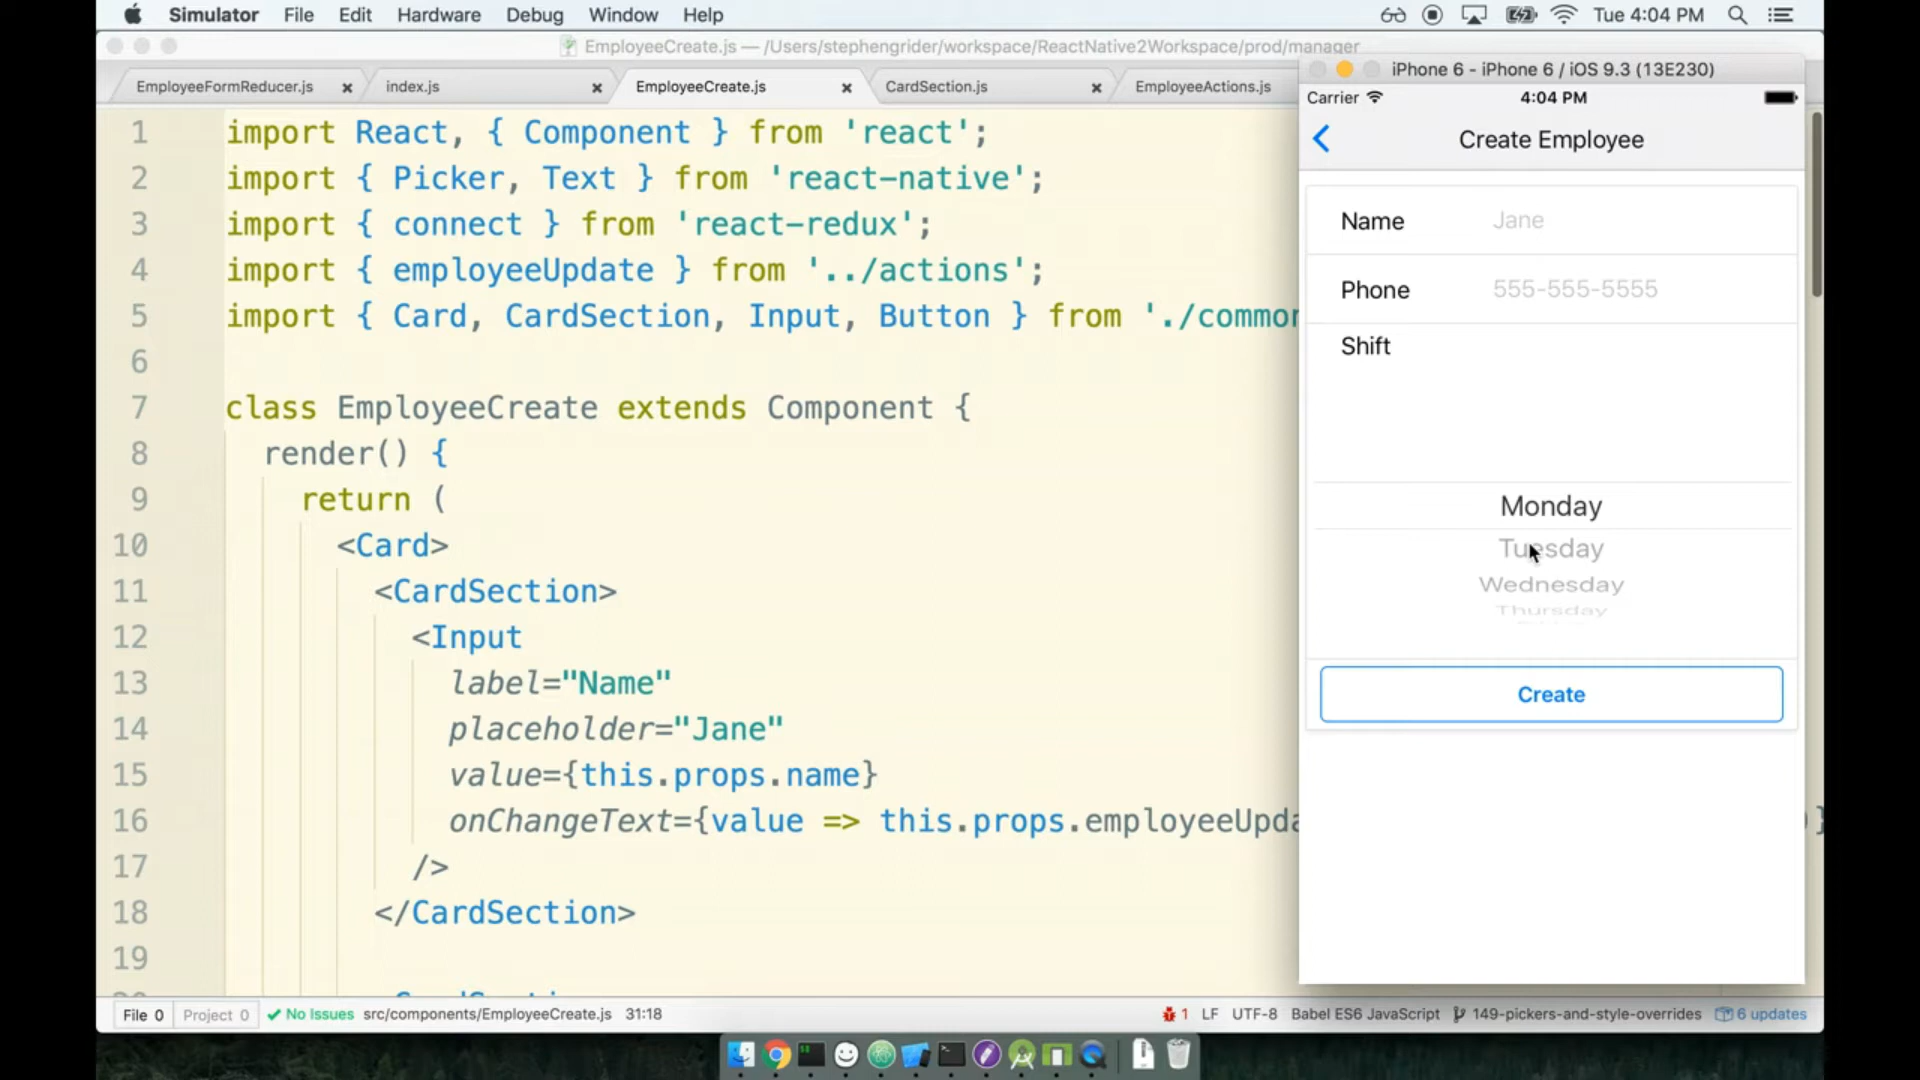 Simulator File Edit Hardware Debug Window Help Tue 4:04 PM
EmployeeCreate.js — /Users/stephengrider/workspace/ReactNative2Workspace/prod/manager
EmployeeFormReducer.js index.js EmployeeCreate.js CardSection.js EmployeeActions.js
1 import React, { Component } from 'react';
2 import { Picker, Text } from 'react-native';
3 import { connect } from 'react-redux';
4 import { employeeUpdate } from '../actions';
5 import { Card, CardSection, Input, Button } from './common
6
7 class EmployeeCreate extends Component {
8 render() {
9 return (
10 <Card>
11 <CardSection>
12 <Input
13 label="Name"
14 placeholder="Jane"
15 value={this.props.name}
16 onChangeText={value => this.props.employeeUpda )}
17 />
18 </CardSection>
19
iPhone 6 - iPhone 6 / iOS 9.3 (13E230)
Carrier 4:04 PM
Create Employee
Name Jane
Phone 555-555-5555
Shift
Monday
Tuesday
Wednesday
Thursday
Create
File 0 Project 0 No Issues src/components/EmployeeCreate.js 31:18 1 LF UTF-8 Babel ES6 JavaScript 149-pickers-and-style-overrides 6 updates